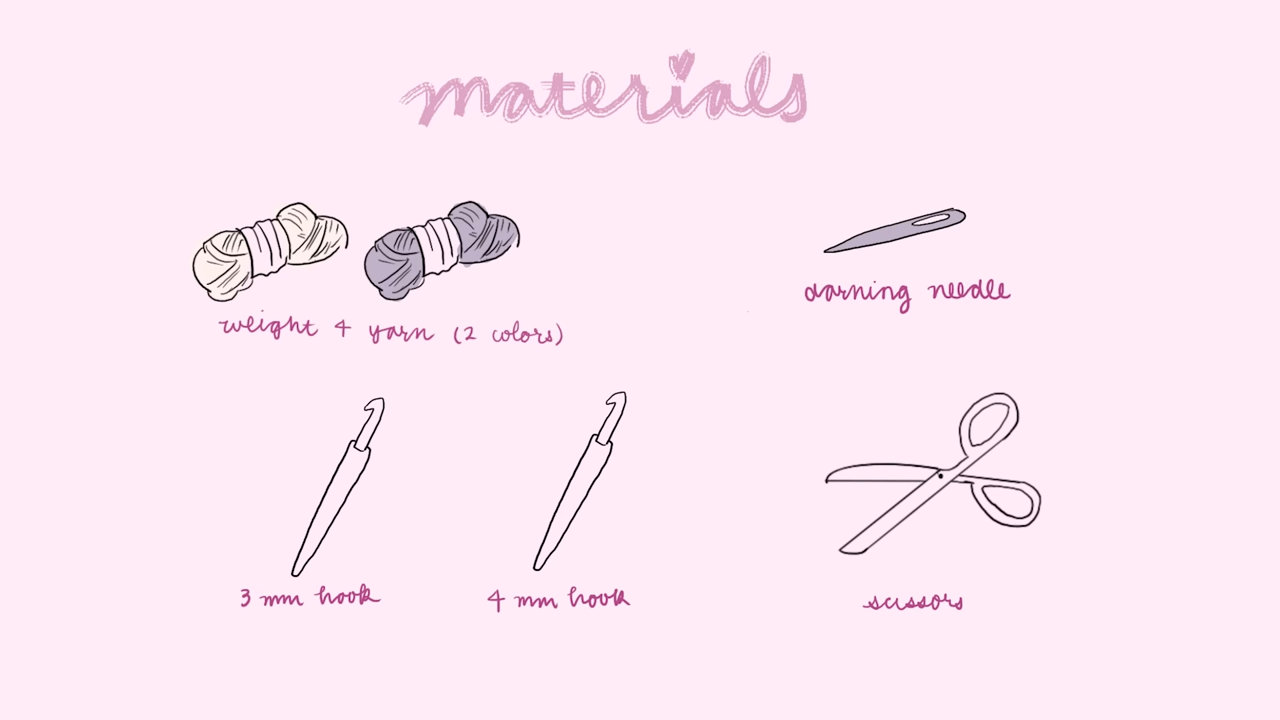 materials
weight 4 yarn (2 colors)
darning needle
3 mm hook
4 mm hook
scissors